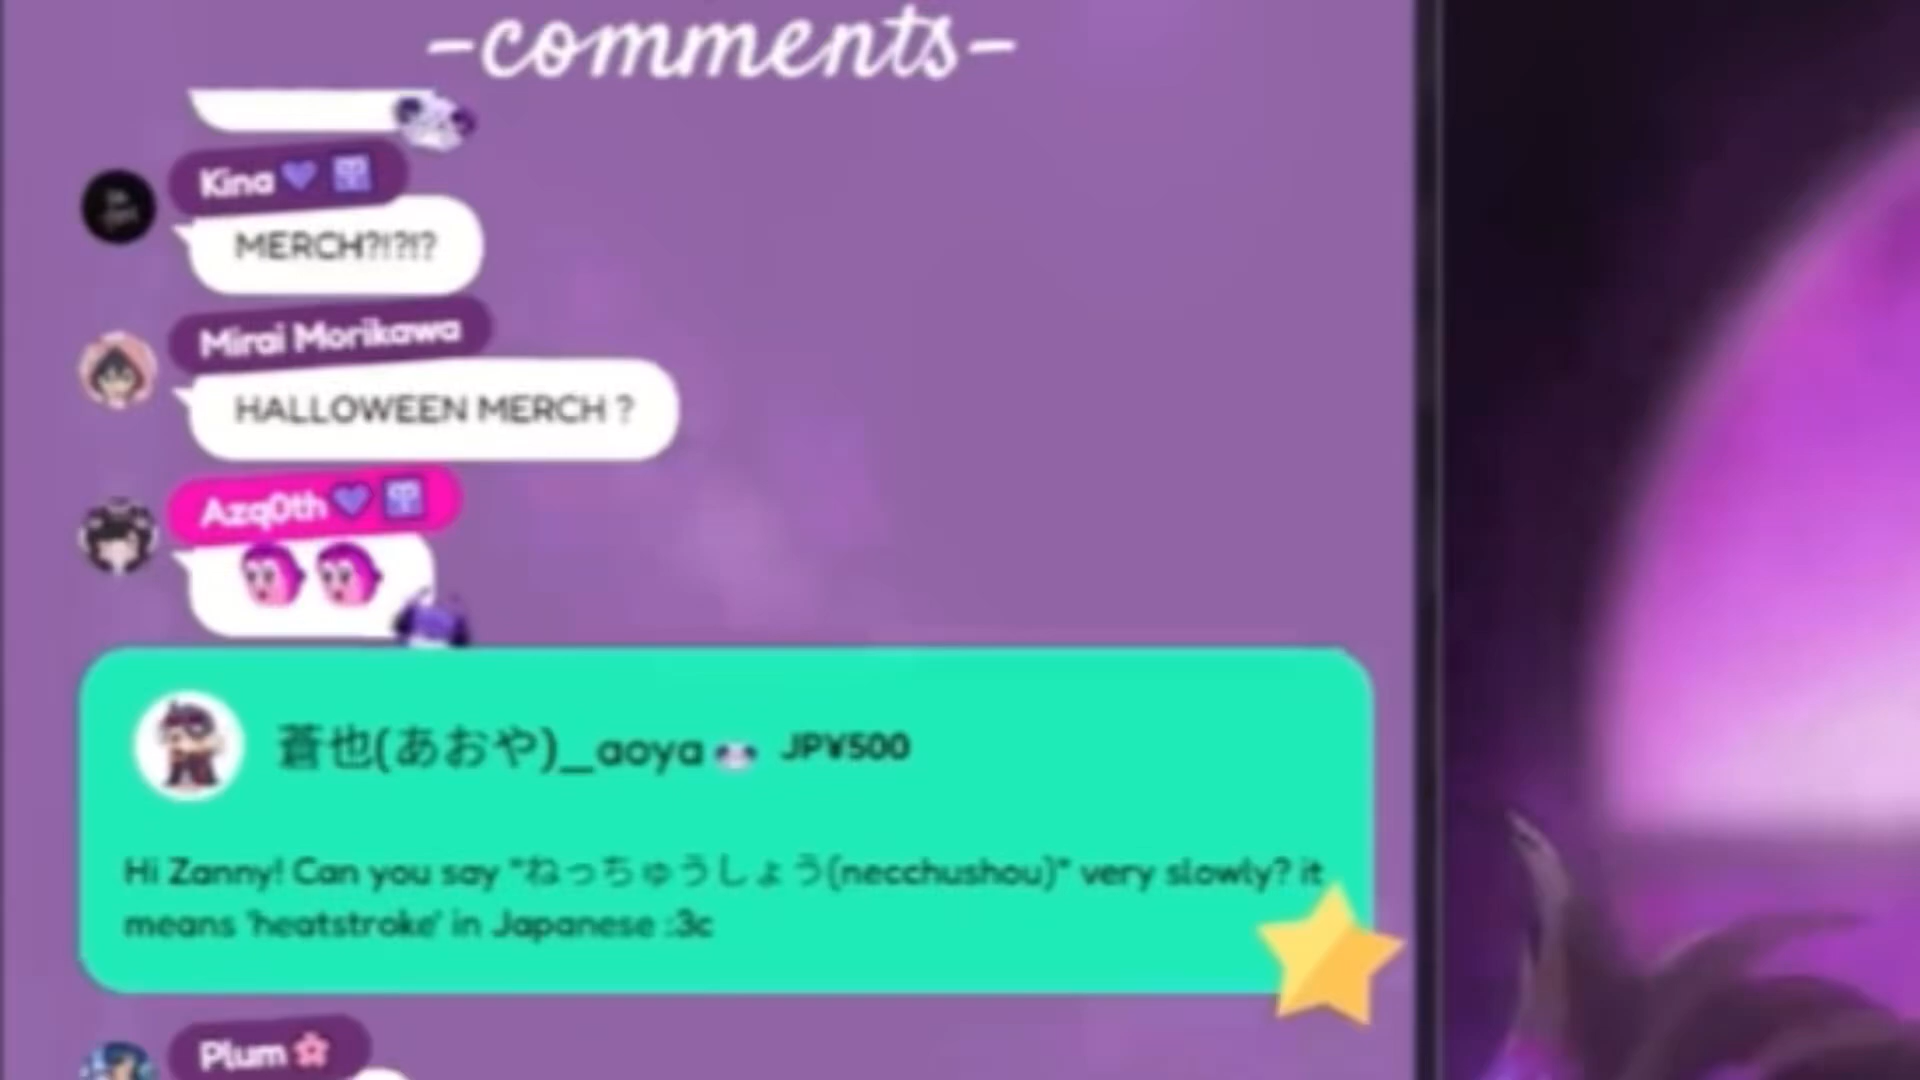 -comments-
Kina
MERCH?!?!?
Mirai Morikawa
HALLOWEEN MERCH ?
Azq0th
蒼也(あおや)_aoya JP¥500
Hi Zanny! Can you say "ねっちゅうしょう(necchushou)" very slowly? it
means 'heatstroke' in Japanese :3c
Plum